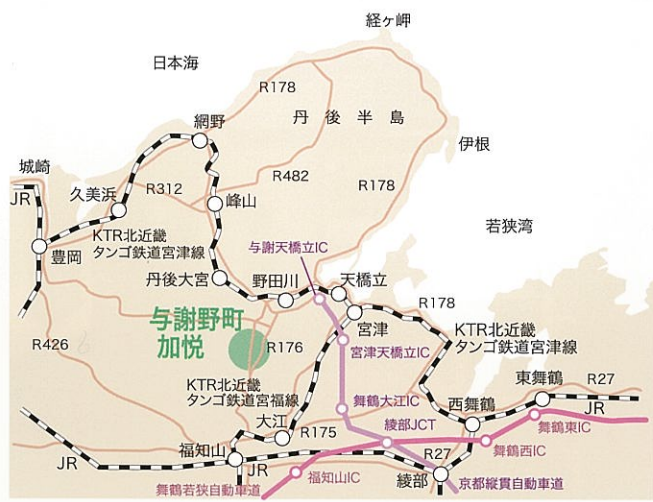 経ヶ岬
日本海
R178
網野
丹後半島
伊根
城崎
JR
久美浜
R312
R482
R178
峰山
若狭湾
KTR北近畿
タンゴ鉄道宮津線
豊岡
与謝天橋立IC
丹後大宮
野田川
天橋立
R178
与謝野町
加悦
宮津
KTR北近畿
タンゴ鉄道宮津線
R426
R176
宮津天橋立IC
KTR北近畿
タンゴ鉄道宮福線
東舞鶴
R27
舞鶴大江IC
西舞鶴
JR
大江
R175
綾部JCT
舞鶴東IC
福知山
舞鶴西IC
JR
JR
R27
舞鶴若狭自動車道
福知山IC
綾部
京都縦貫自動車道